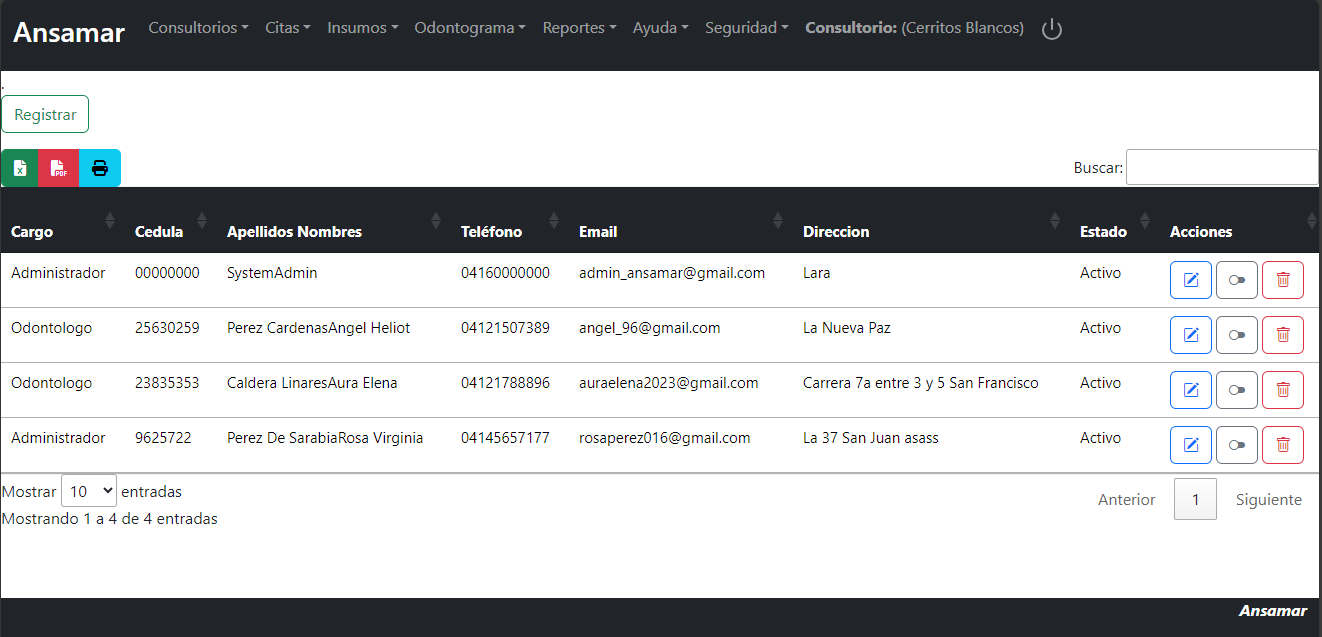 Ansamar Consultorios Citas Insumos Odontograma Reportes Ayuda Seguridad Consultorio: (Cerritos Blancos)
.
Registrar
Buscar:
Cargo Cedula Apellidos Nombres Teléfono Email Direccion Estado Acciones
Administrador 00000000 SystemAdmin 04160000000 admin_ansamar@gmail.com Lara Activo
Odontologo 25630259 Perez CardenasAngel Heliot 04121507389 angel_96@gmail.com La Nueva Paz Activo
Odontologo 23835353 Caldera LinaresAura Elena 04121788896 auraelena2023@gmail.com Carrera 7a entre 3 y 5 San Francisco Activo
Administrador 9625722 Perez De SarabiaRosa Virginia 04145657177 rosaperez016@gmail.com La 37 San Juan asass Activo
Mostrar 10 entradas Anterior 1 Siguiente
Mostrando 1 a 4 de 4 entradas
Ansamar